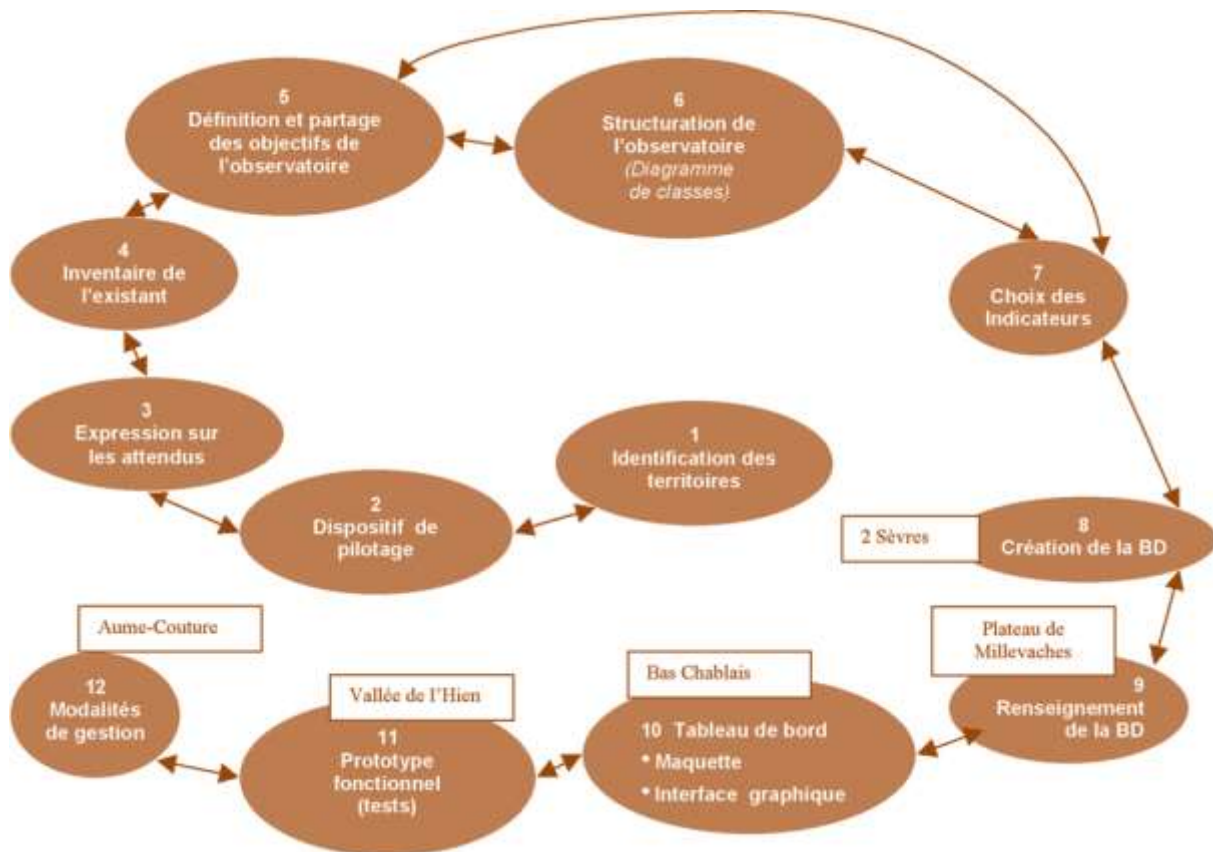 5
Définition et partage
des objectifs de
l'observatoire
6
Structuration de
l'observatoire
(Diagramme
de classes)
4
Inventaire de
l'existant
7
Choix des
Indicateurs
3
Expression sur
les attendus
1
Identification des
territoires
2
Dispositif de
pilotage
2 Sèvres
8
Création de la BD
Aume-Couture
12
Modalités
de gestion
Vallée de l'Hien
11
Prototype
fonctionnel
(tests)
Bas Chablais
10 Tableau de bord
* Maquette
* Interface graphique
Plateau de
Millevaches
9
Renseignement
de la BD